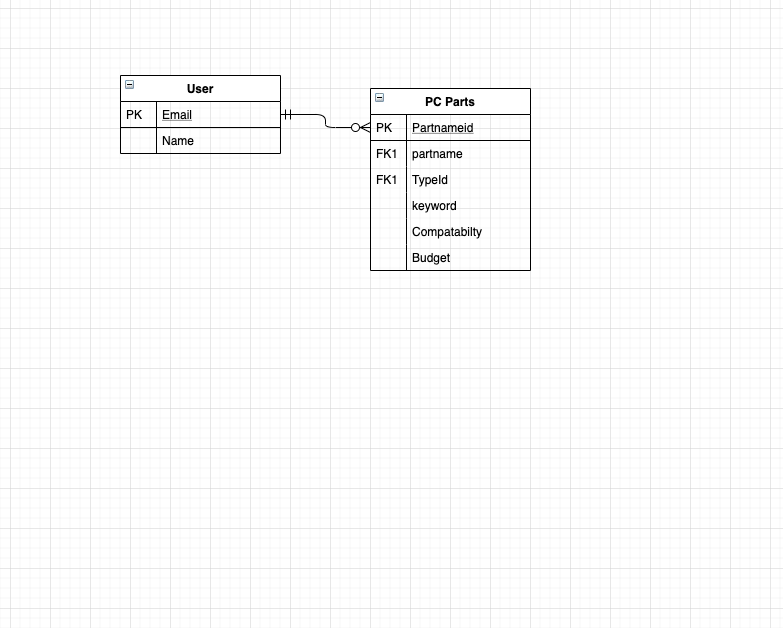 User
PK Email
Name
PC Parts
PK Partnameid
FK1 partname
FK1 TypeId
keyword
Compatabilty
Budget